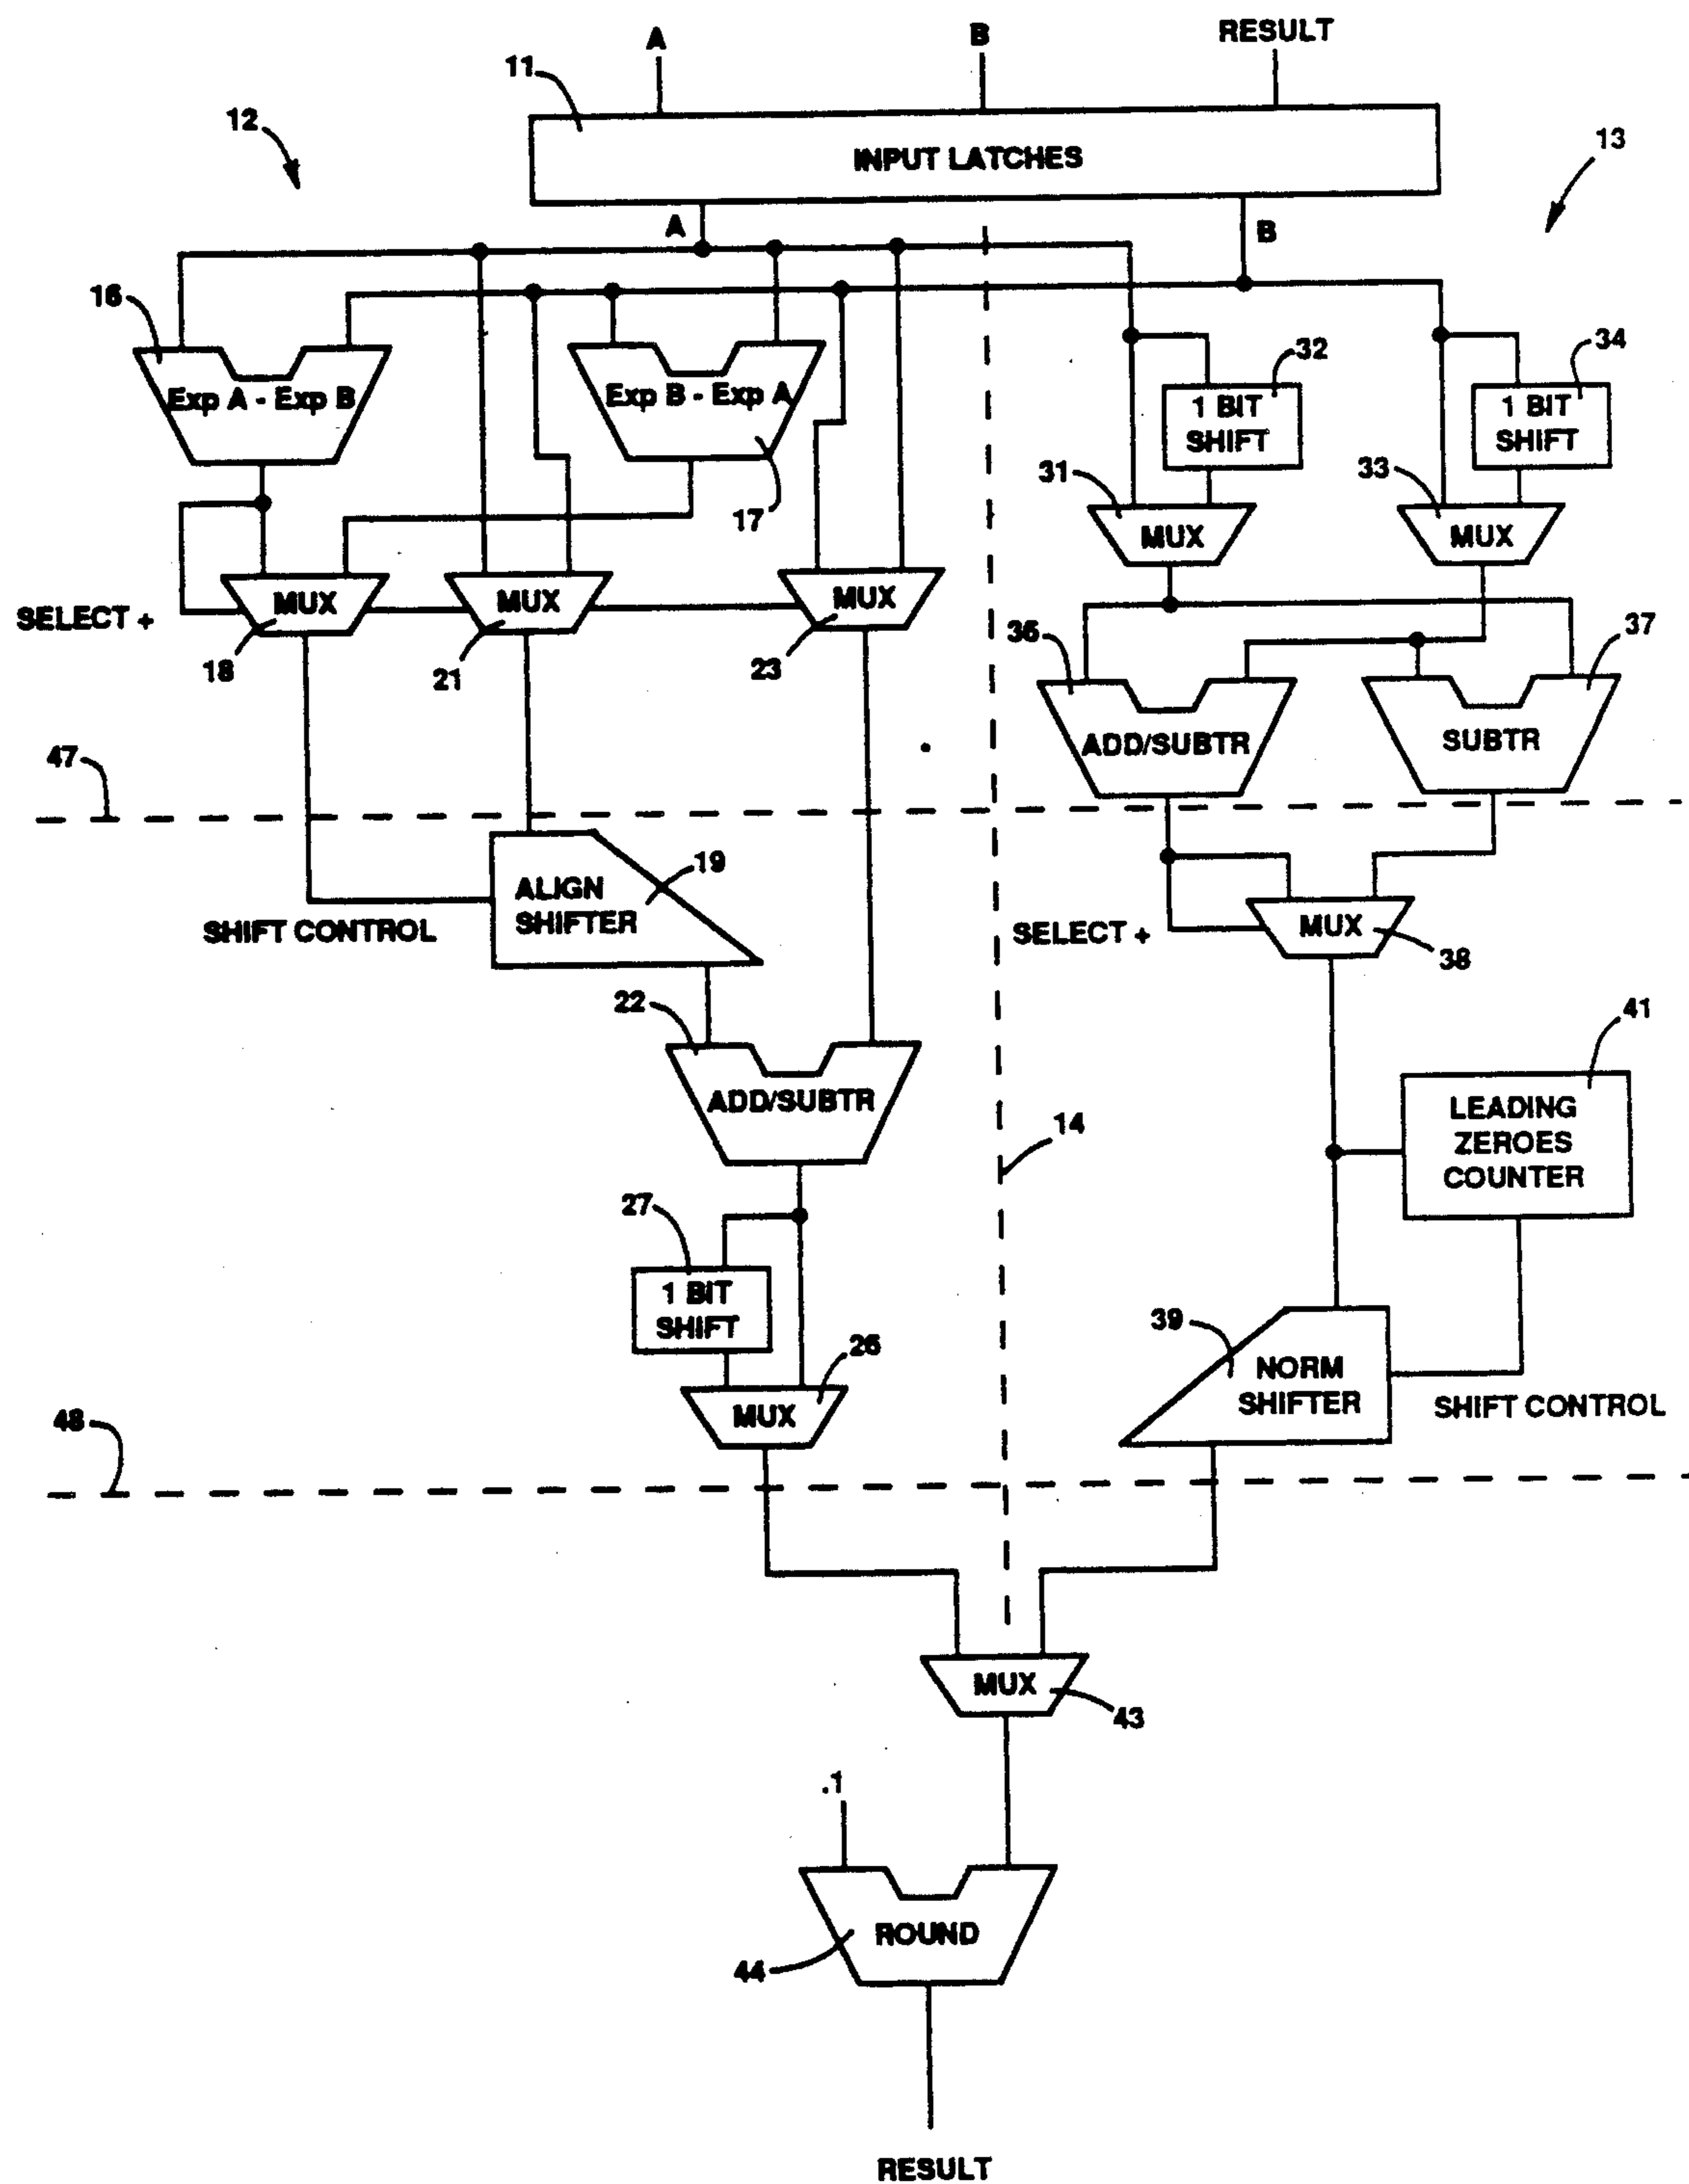 A
B
RESULT
11
12
INPUT LATCHES
13
A
B
16
Exp A - Exp B
Exp B - Exp A
17
32
34
1 BIT
SHIFT
1 BIT
SHIFT
31
33
MUX
MUX
SELECT +
MUX
MUX
MUX
18
21
23
36
37
ADD/SUBTR
SUBTR
47
ALIGN
SHIFTER
19
SHIFT CONTROL
SELECT +
MUX
38
22
ADD/SUBTR
41
LEADING
ZEROES
COUNTER
14
27
1 BIT
SHIFT
26
MUX
39
NORM
SHIFTER
SHIFT CONTROL
48
MUX
43
.1
ROUND
44
RESULT